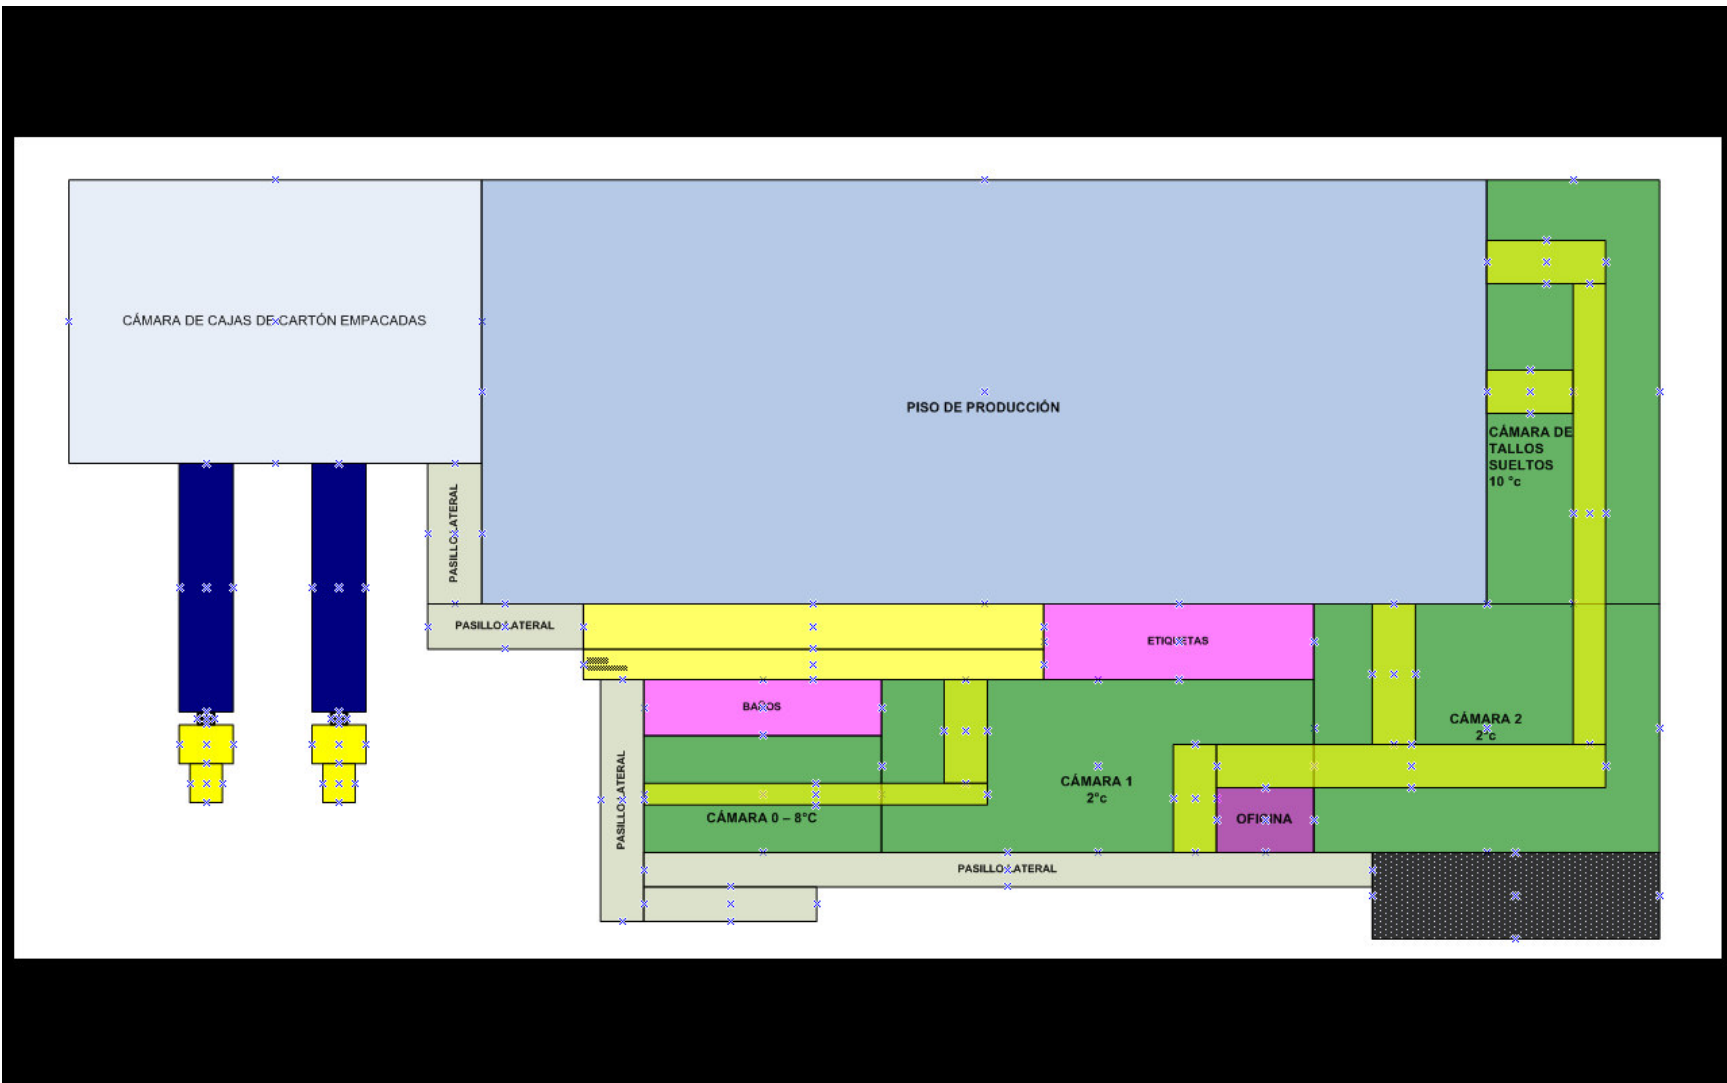 CÁMARA DE CAJAS DE CARTÓN EMPACADAS
PISO DE PRODUCCIÓN
CÁMARA DE
TALLOS
SUELTOS
10 °c
PASILLO LATERAL
PASILLO LATERAL
ETIQUETAS
BAÑOS
CÁMARA 2
2°c
CÁMARA 1
2°c
PASILLO LATERAL
CÁMARA 0 – 8°C
OFICINA
PASILLO LATERAL